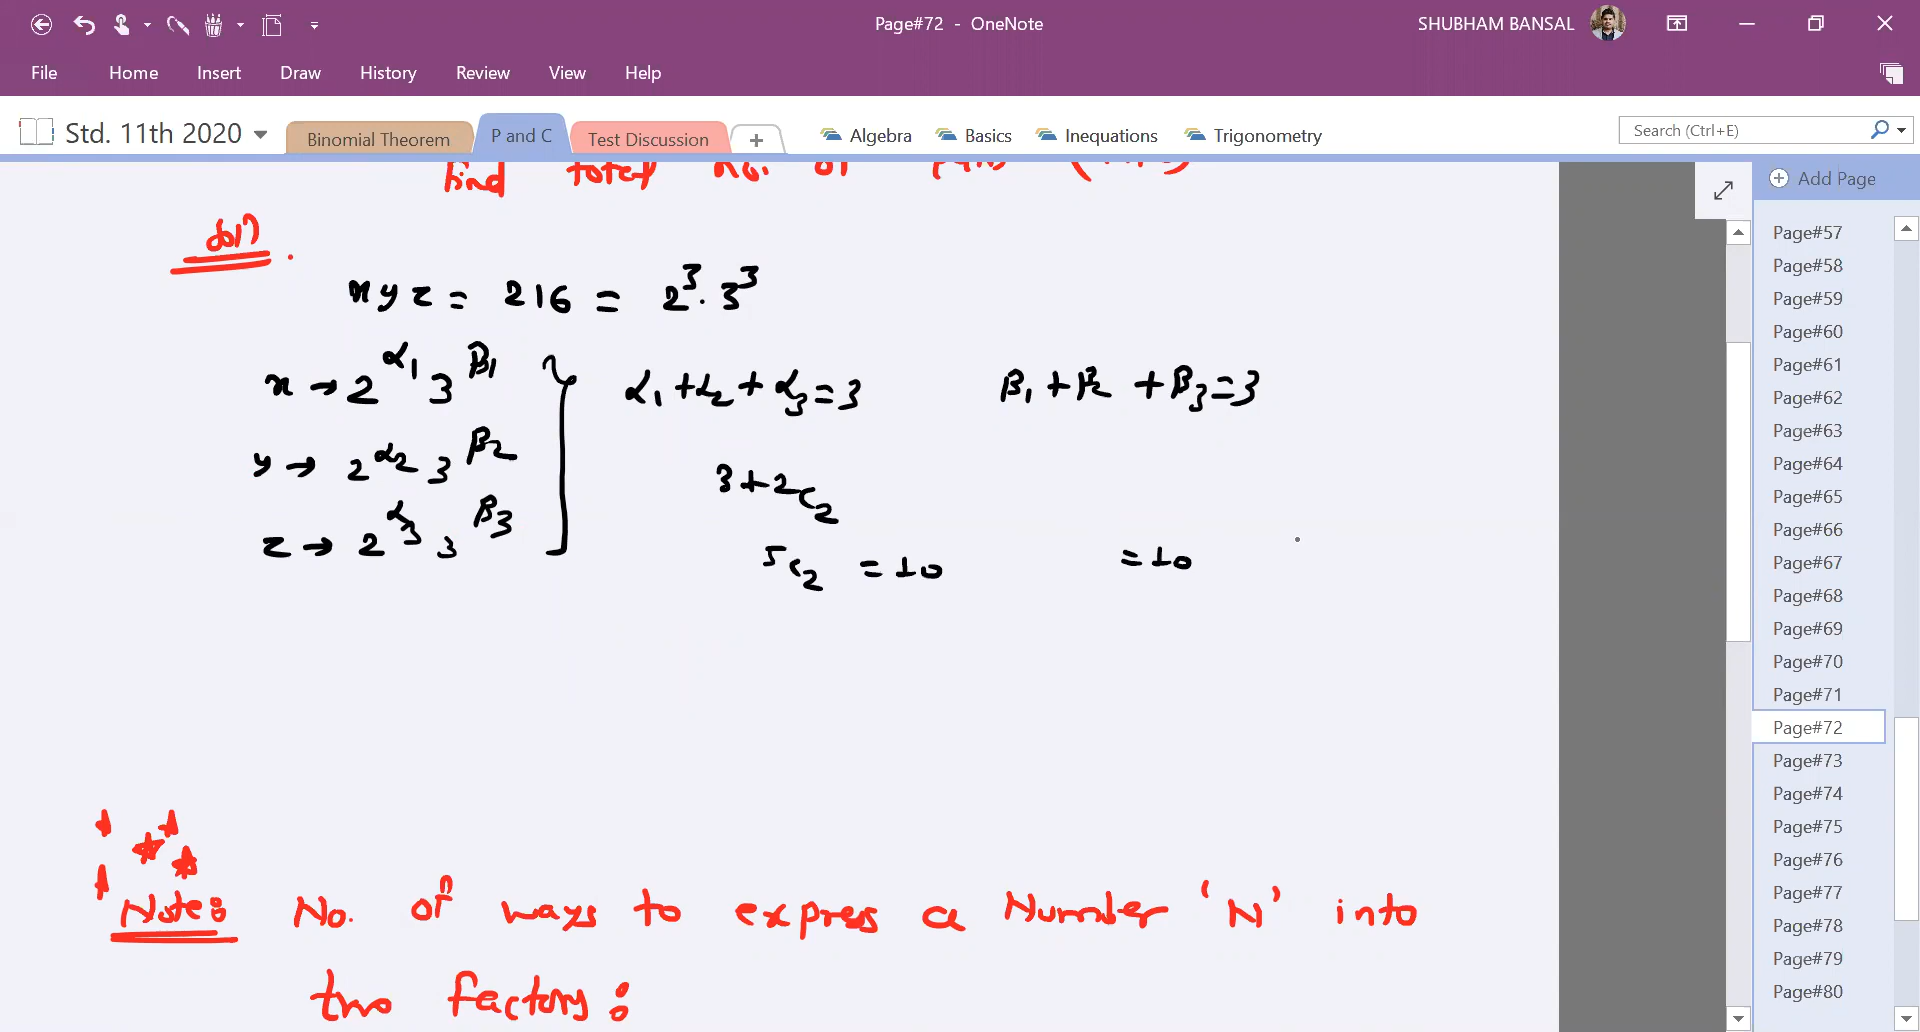 Page#72 - OneNote
SHUBHAM BANSAL
File Home Insert Draw History Review View Help
Std. 11th 2020 Binomial Theorem P and C Test Discussion + Algebra Basics Inequations Trigonometry Search (Ctrl+E)
find total no. of
Add Page
Soln.
xyz = 216 = 2³·3³
x → 2^α₁ 3^β₁
y → 2^α₂ 3^β₂
z → 2^α₃ 3^β₃
α₁+α₂+α₃=3
β₁+β₂+β₃=3
3+2C₂
5C₂ = 10
= 10
Note: No. of ways to express a Number 'N' into
two factors:
Page#57
Page#58
Page#59
Page#60
Page#61
Page#62
Page#63
Page#64
Page#65
Page#66
Page#67
Page#68
Page#69
Page#70
Page#71
Page#72
Page#73
Page#74
Page#75
Page#76
Page#77
Page#78
Page#79
Page#80